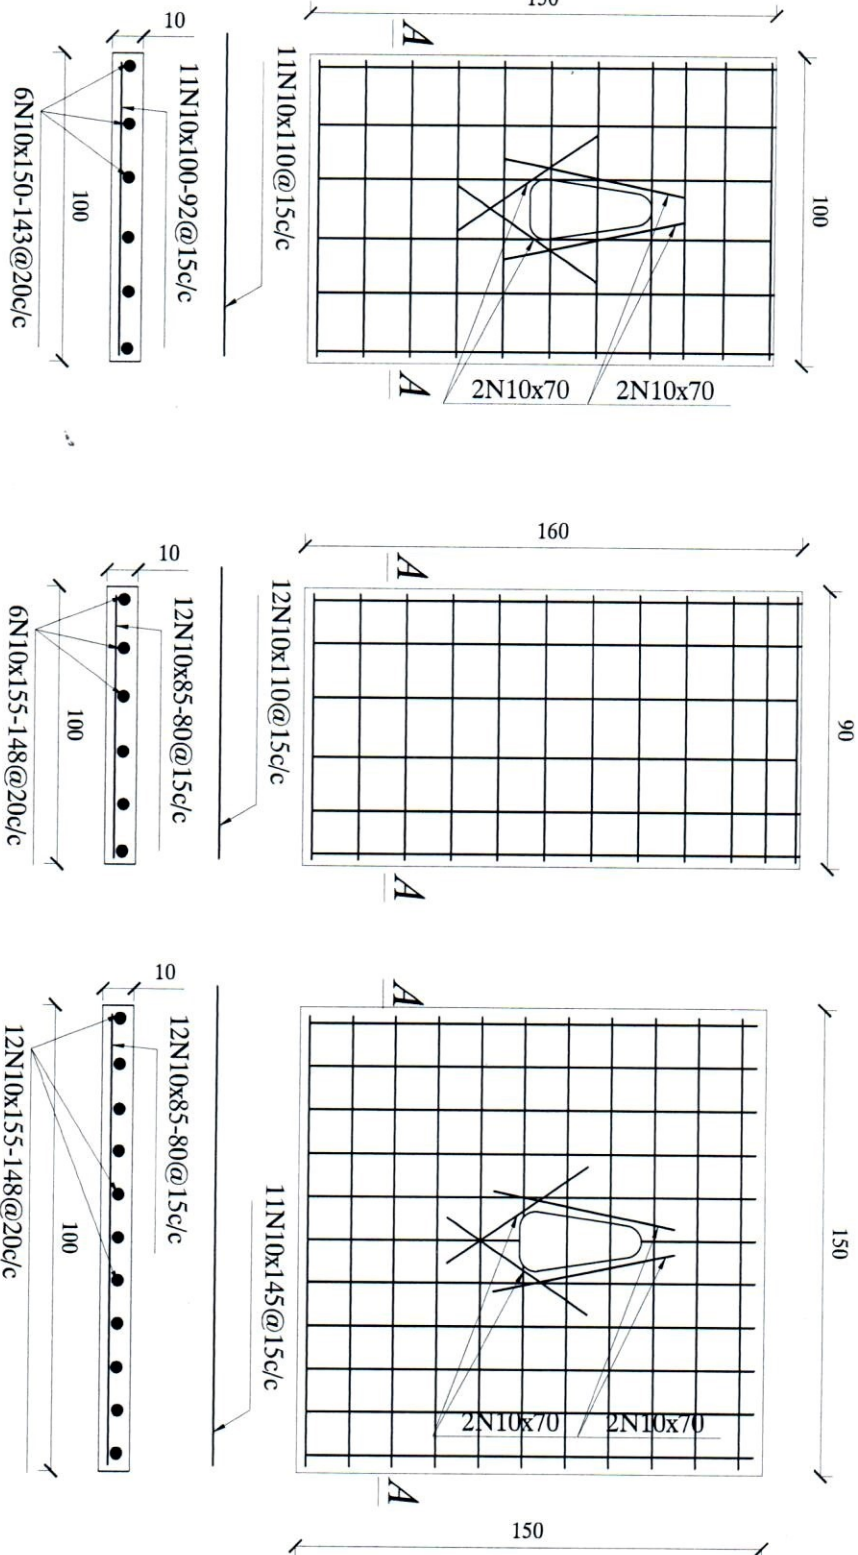 150
10
A
11N10x110@15c/c
11N10x100-92@15c/c
100
6N10x150-143@20c/c
100
2N10x70
2N10x70
A
160
10
A
12N10x110@15c/c
12N10x85-80@15c/c
100
6N10x155-148@20c/c
90
A
10
A
12N10x85-80@15c/c
100
12N10x155-148@20c/c
11N10x145@15c/c
150
2N10x70
2N10x70
A
150